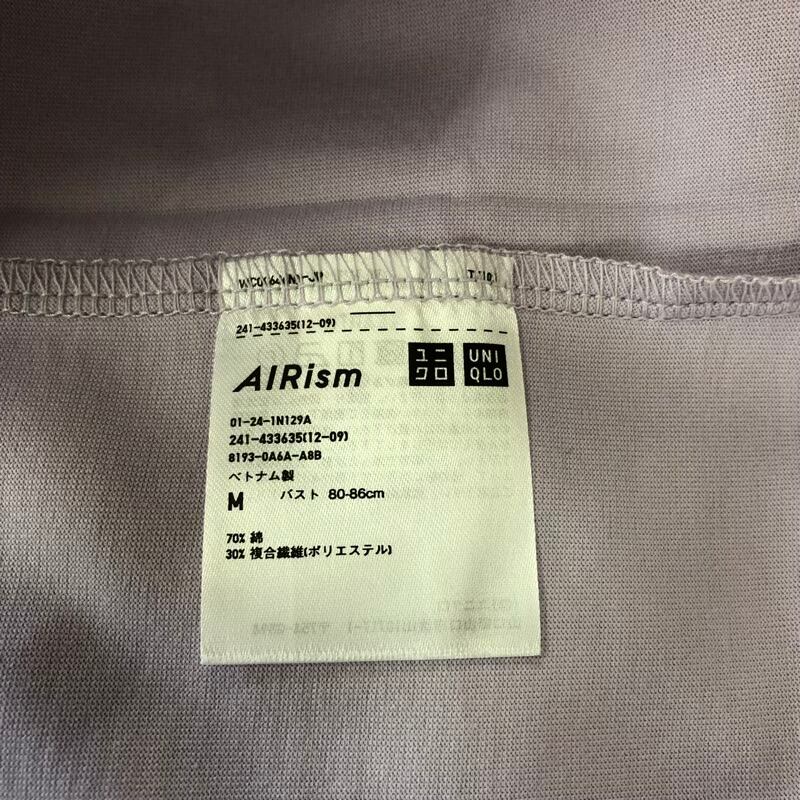 241-433635(12-09)
AIRism
ユニ
クロ
UNI
QLO
01-24-1N129A
241-433635(12-09)
8193-0A6A-A8B
ベトナム製
M バスト 80-86cm
70% 綿
30% 複合繊維(ポリエステル)